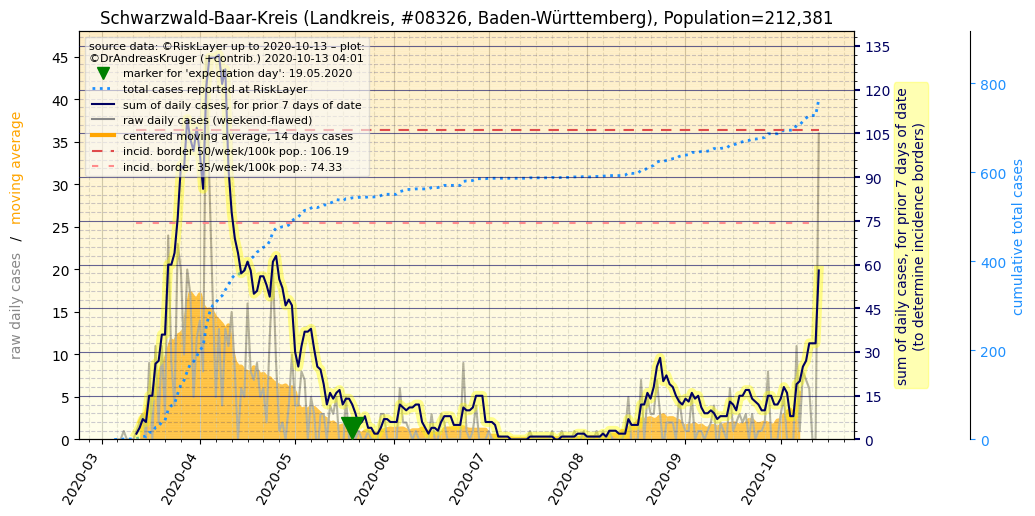 Schwarzwald-Baar-Kreis (Landkreis, #08326, Baden-Württemberg), Population=212,381
source data: ©RiskLayer up to 2020-10-13 – plot:
©DrAndreasKruger (+contrib.) 2020-10-13 04:01
marker for 'expectation day': 19.05.2020
total cases reported at RiskLayer
sum of daily cases, for prior 7 days of date
raw daily cases (weekend-flawed)
centered moving average, 14 days cases
incid. border 50/week/100k pop.: 106.19
incid. border 35/week/100k pop.: 74.33
raw daily cases / moving average
45
40
35
30
25
20
15
10
5
0
135
120
105
90
75
60
45
30
15
0
sum of daily cases, for prior 7 days of date
(to determine incidence borders)
800
600
400
200
0
cumulative total cases
2020-03
2020-04
2020-05
2020-06
2020-07
2020-08
2020-09
2020-10